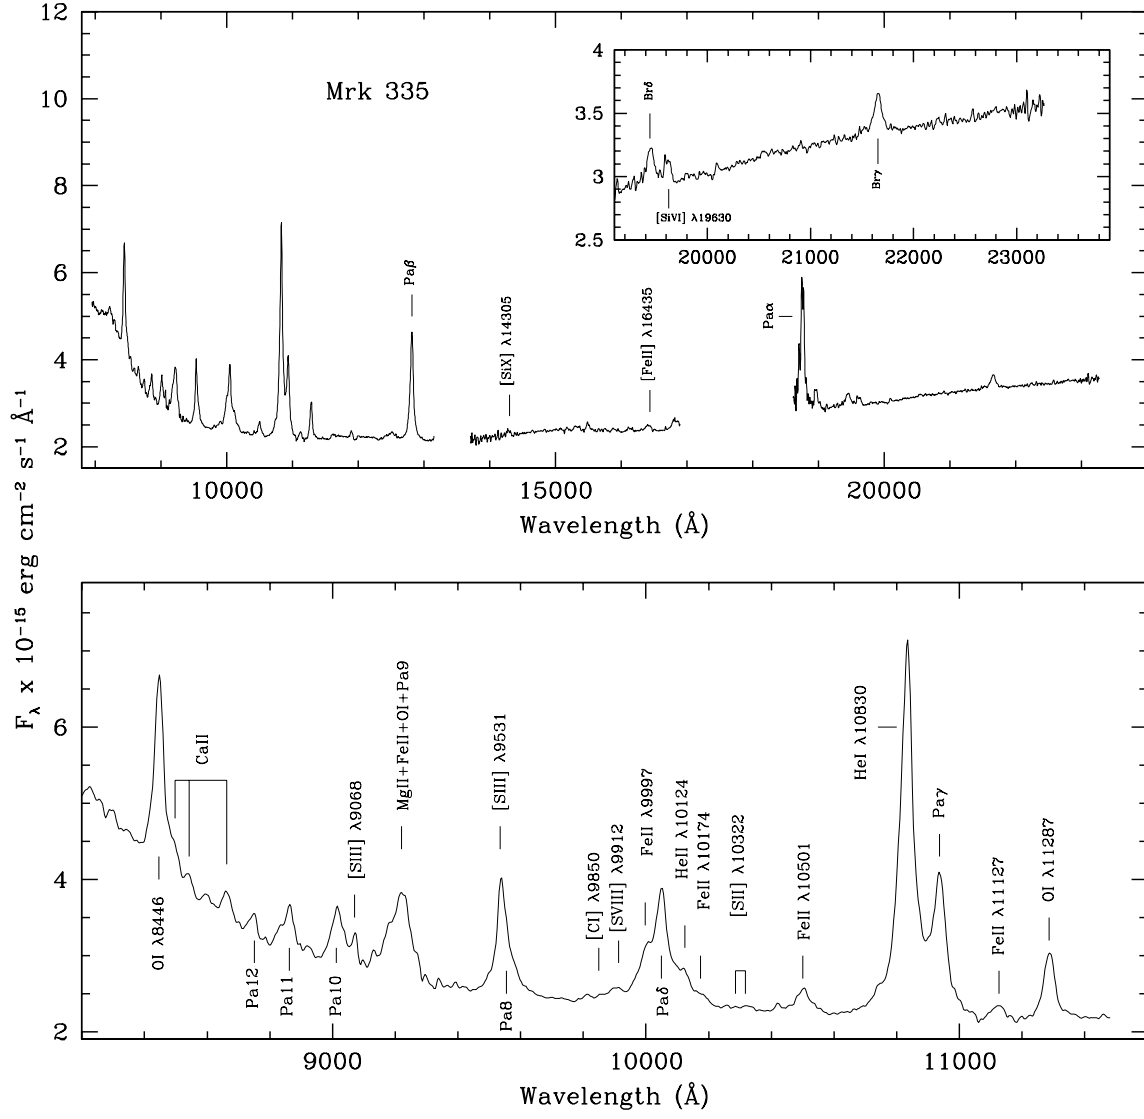 12
10
8
6
4
2
Mrk 335
Paβ
[SiX] λ14305
[FeII] λ16435
Paα
4
3.5
3
2.5
Brδ
[SiVI] λ19630
Brγ
20000 21000 22000 23000
10000 15000 20000
Wavelength (Å)
F_λ x 10⁻¹⁵ erg cm⁻² s⁻¹ Å⁻¹
6
4
2
OI λ8446
CaII
Pa12
Pa11
Pa10
[SIII] λ9068
MgII+FeII+OI+Pa9
[SIII] λ9531
Pa8
[CI] λ9850
[SVIII] λ9912
FeII λ9997
Paδ
HeII λ10124
FeII λ10174
[SII] λ10322
FeII λ10501
HeI λ10830
Paγ
FeII λ11127
OI λ11287
9000 10000 11000
Wavelength (Å)